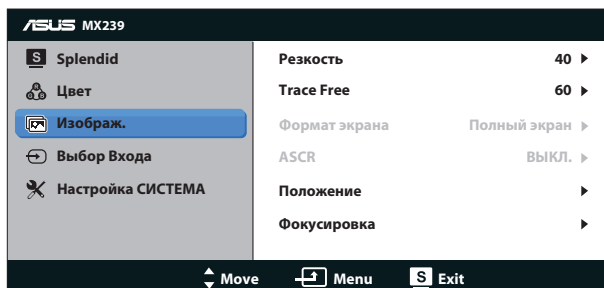 ASUS MX239
S Splendid
Цвет
Изображ.
Выбор Входа
Настройка СИСТЕМА
Резкость 40
Trace Free 60
Формат экрана Полный экран
ASCR ВЫКЛ.
Положение
Фокусировка
Move Menu S Exit